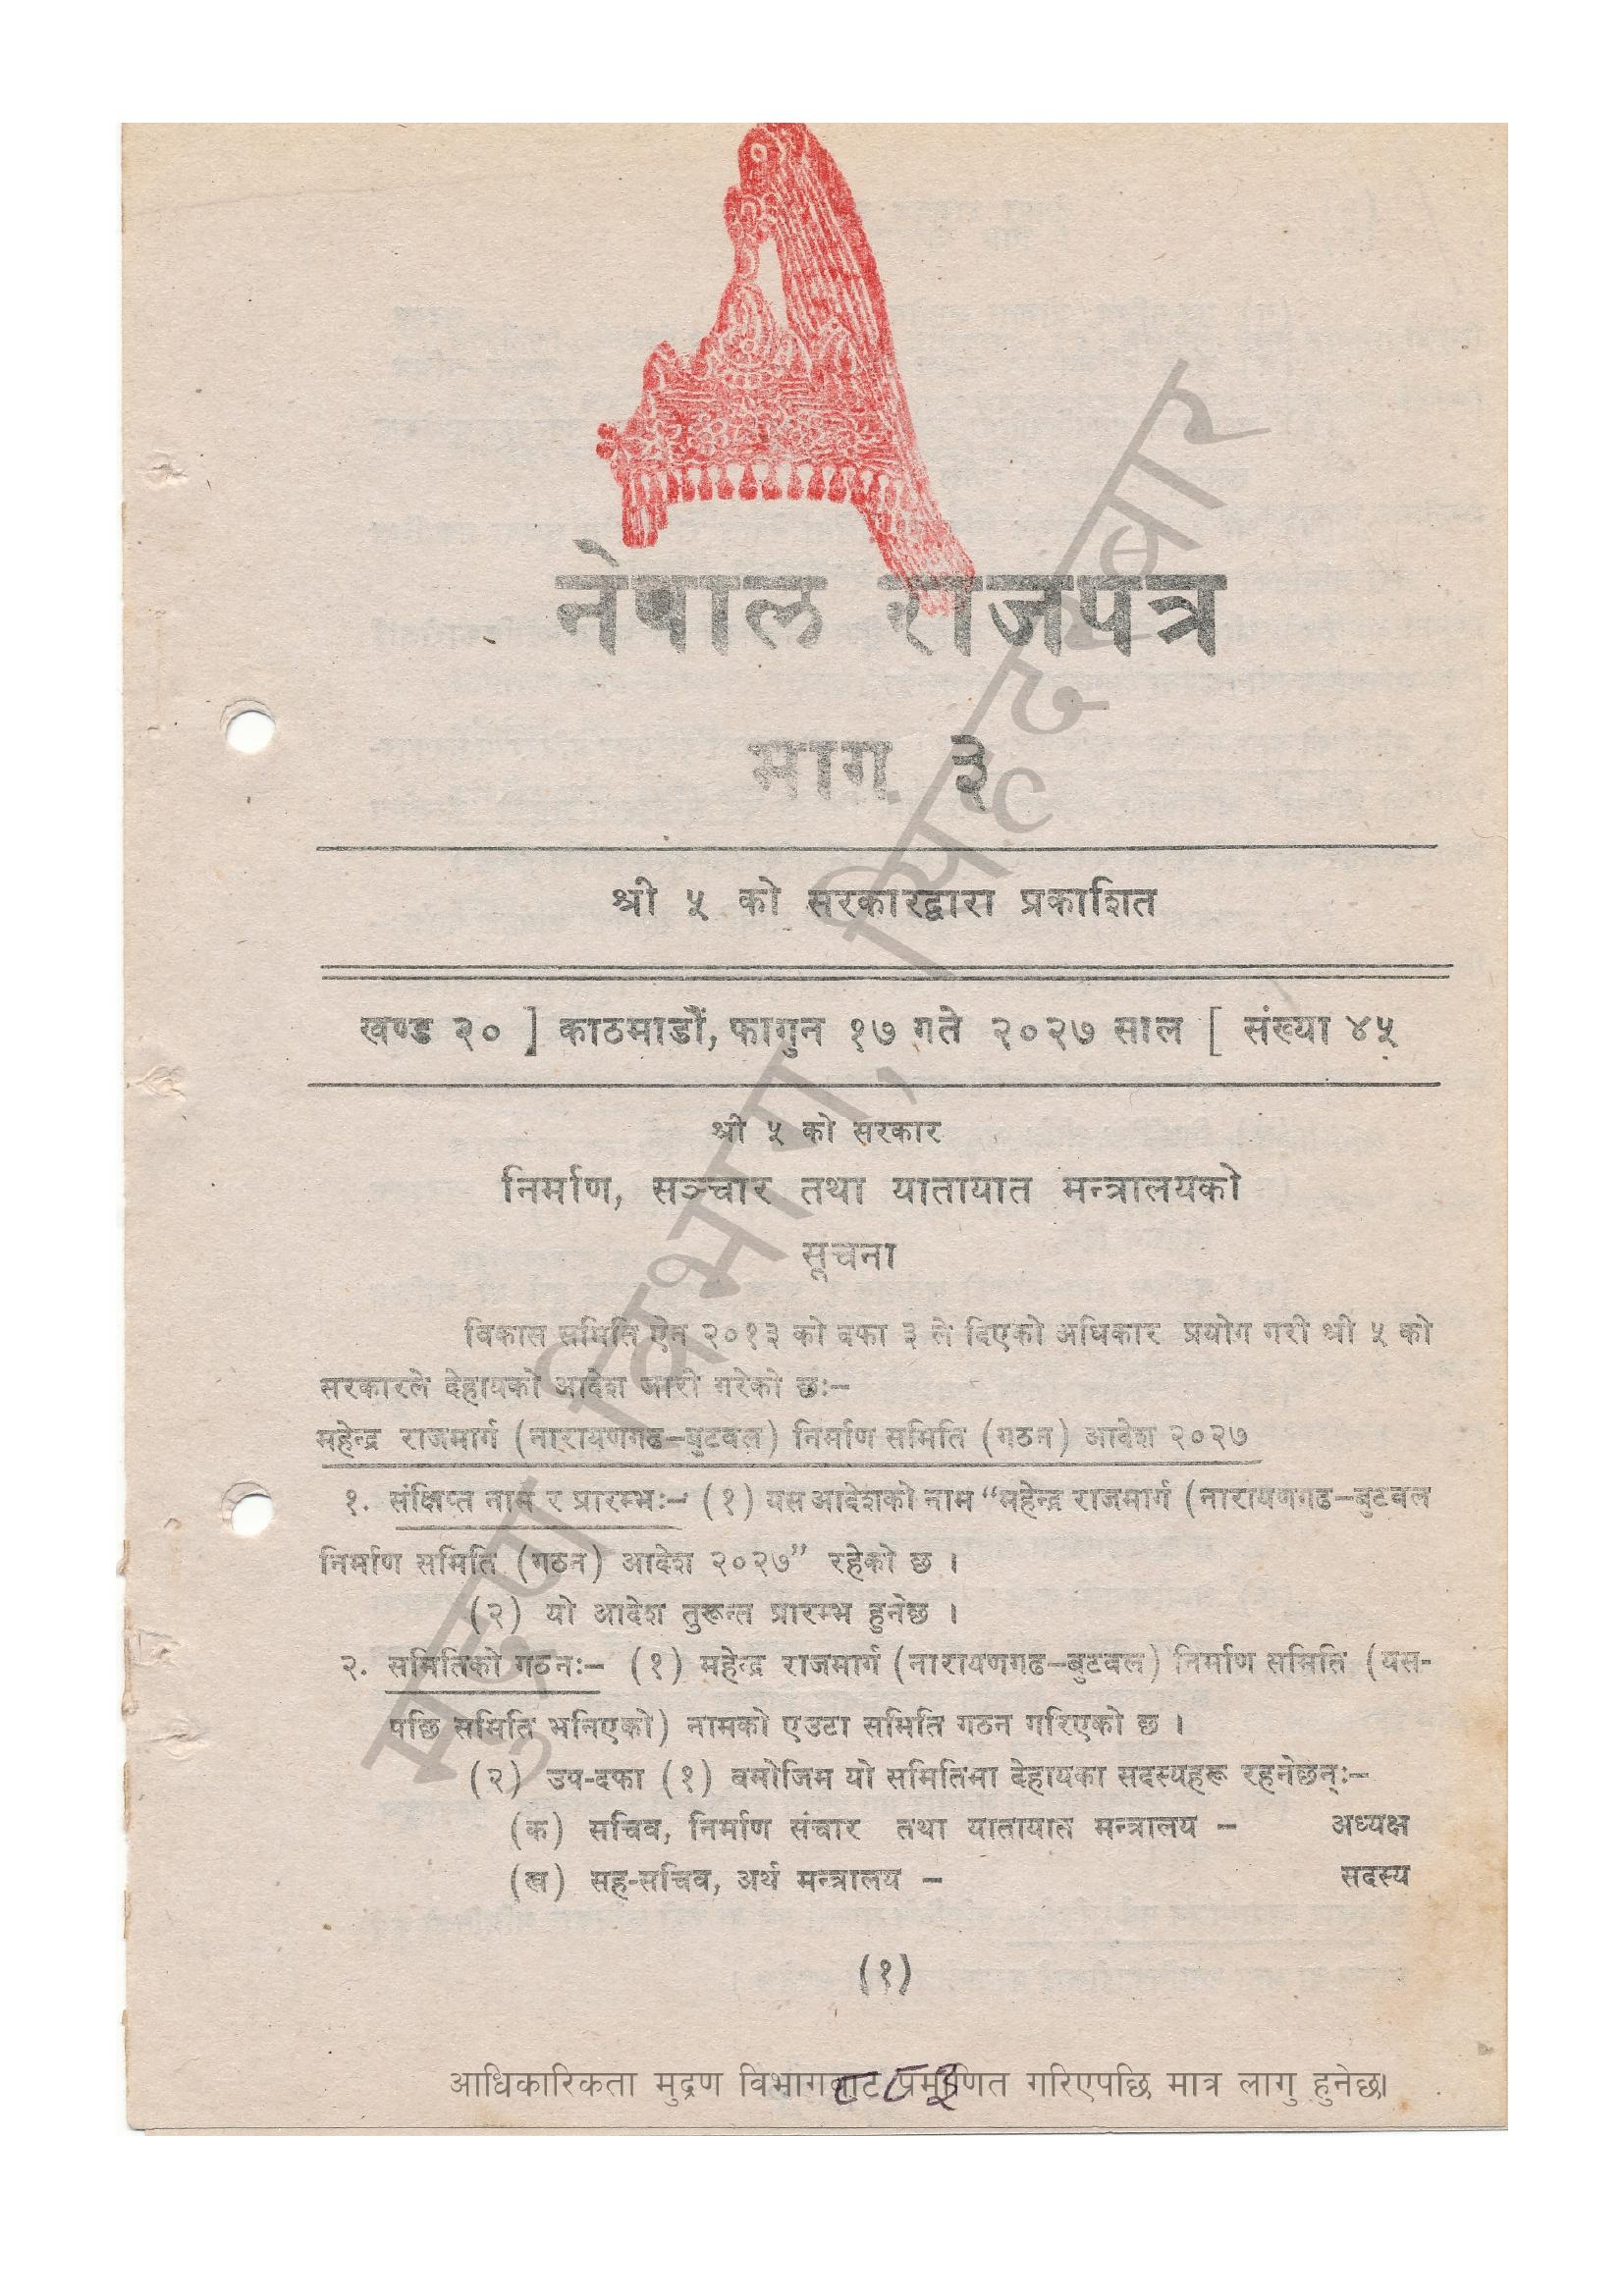 नेपाल राजपत्र
भाग ३
श्री ५ को सरकारद्वारा प्रकाशित
खण्ड २० ] काठमाडौं, फागुन १७ गते २०२७ साल [ संख्या ४५
श्री ५ को सरकार
निर्माण, सञ्चार तथा यातायात मन्त्रालयको
सूचना
विकास समिति ऐन २०१३ को दफा ३ ले दिएको अधिकार प्रयोग गरी श्री ५ को
सरकारले देहायको आदेश जारी गरेको छः–
महेन्द्र राजमार्ग (नारायणगढ–बुटवल) निर्माण समिति (गठन) आदेश २०२७
१. संक्षिप्त नाम र प्रारम्भः– (१) यस आदेशको नाम “महेन्द्र राजमार्ग (नारायणगढ–बुटवल
निर्माण समिति (गठन) आदेश २०२७” रहेको छ ।
(२) यो आदेश तुरून्त प्रारम्भ हुनेछ ।
२. समितिको गठनः– (१) महेन्द्र राजमार्ग (नारायणगढ–बुटवल) निर्माण समिति (यस-
पछि समिति भनिएको) नामको एउटा समिति गठन गरिएको छ ।
(२) उप-दफा (१) बमोजिम यो समितिमा देहायका सदस्यहरू रहनेछन्ः–
(क) सचिव, निर्माण संचार तथा यातायात मन्त्रालय – अध्यक्ष
(ख) सह-सचिव, अर्थ मन्त्रालय – सदस्य
(१)
आधिकारिकता मुद्रण विभागबाट प्रमाणित गरिएपछि मात्र लागु हुनेछ।
८८३
मुद्रण विभाग, सिंहदरवार